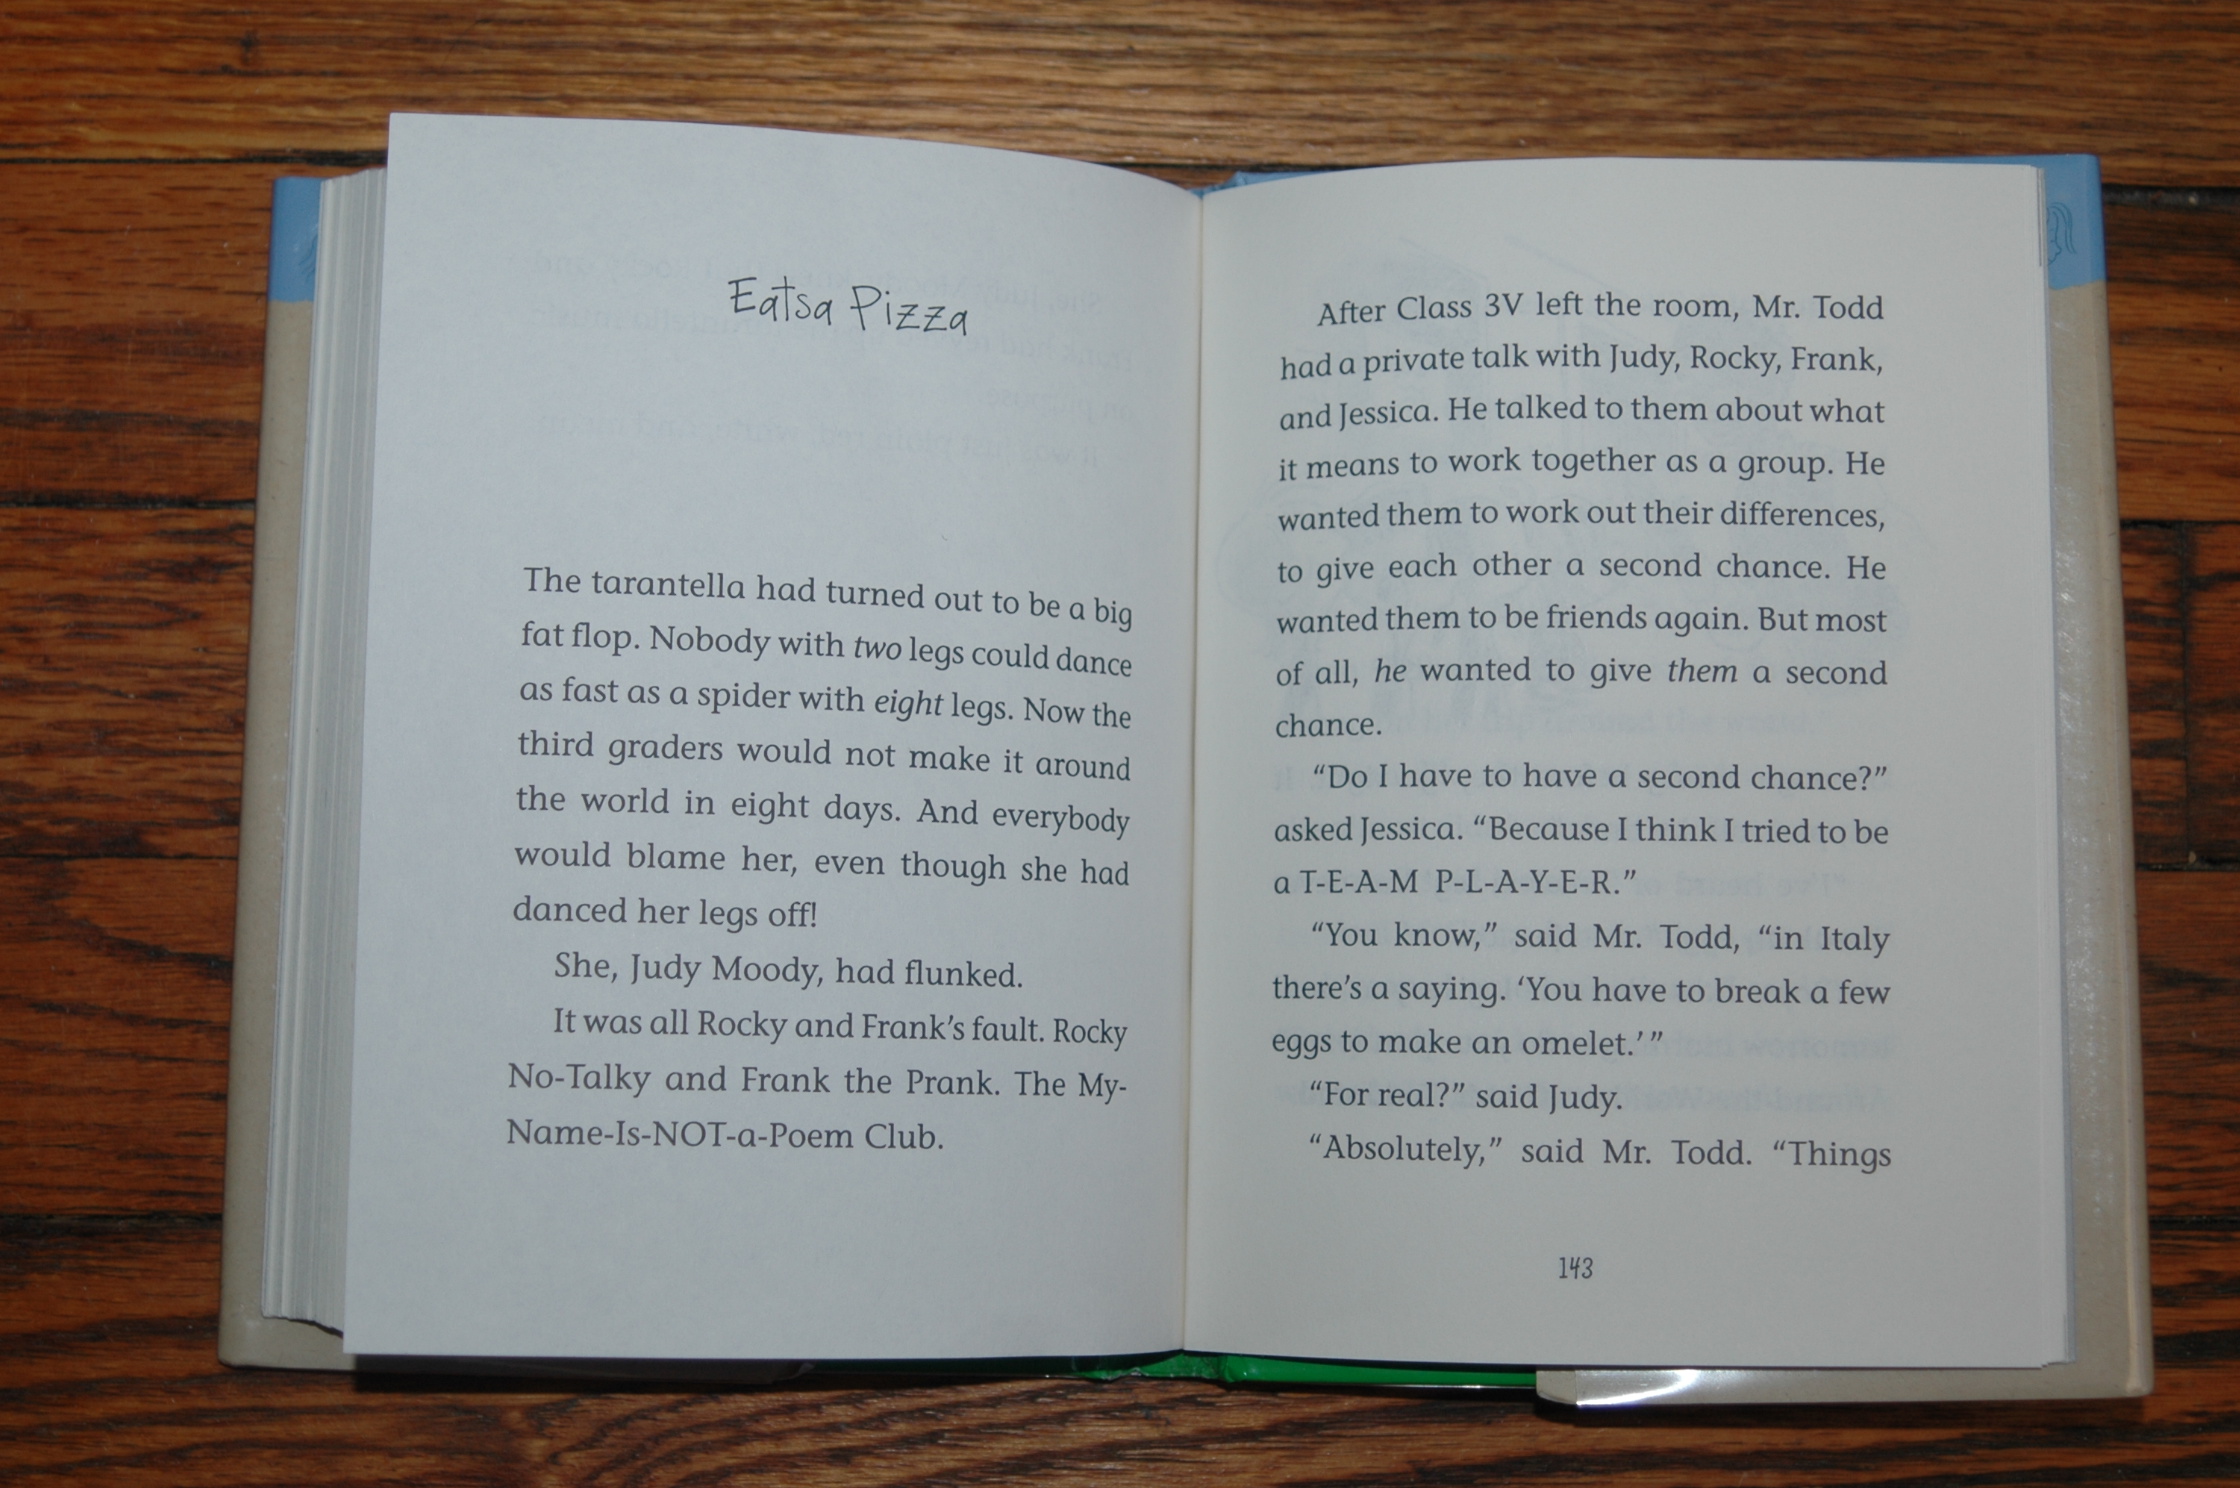 Eatsa Pizza
The tarantella had turned out to be a big
fat flop. Nobody with two legs could dance
as fast as a spider with eight legs. Now the
third graders would not make it around
the world in eight days. And everybody
would blame her, even though she had
danced her legs off!
She, Judy Moody, had flunked.
It was all Rocky and Frank's fault. Rocky
No-Talky and Frank the Prank. The My-
Name-Is-NOT-a-Poem Club.
After Class 3V left the room, Mr. Todd
had a private talk with Judy, Rocky, Frank,
and Jessica. He talked to them about what
it means to work together as a group. He
wanted them to work out their differences,
to give each other a second chance. He
wanted them to be friends again. But most
of all, he wanted to give them a second
chance.
“Do I have to have a second chance?”
asked Jessica. “Because I think I tried to be
a T-E-A-M P-L-A-Y-E-R.”
“You know,” said Mr. Todd, “in Italy
there's a saying. ‘You have to break a few
eggs to make an omelet.’ ”
“For real?” said Judy.
“Absolutely,” said Mr. Todd. “Things
143